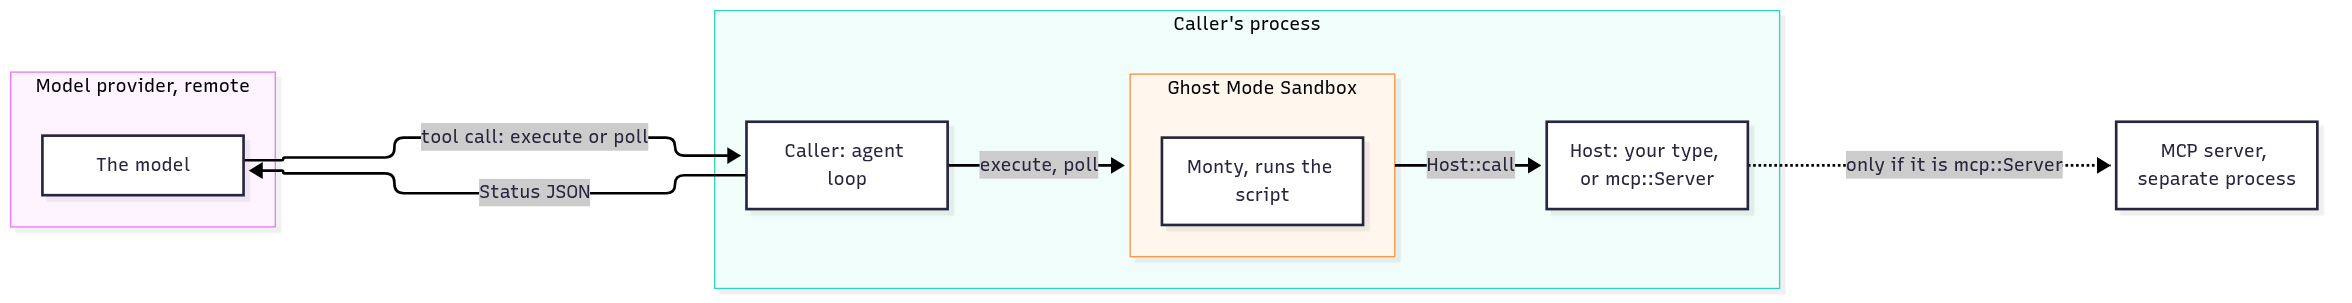 Caller's process
Model provider, remote
Ghost Mode Sandbox
The model
tool call: execute or poll
Status JSON
Caller: agent
loop
execute, poll
Monty, runs the
script
Host::call
Host: your type,
or mcp::Server
only if it is mcp::Server
MCP server,
separate process